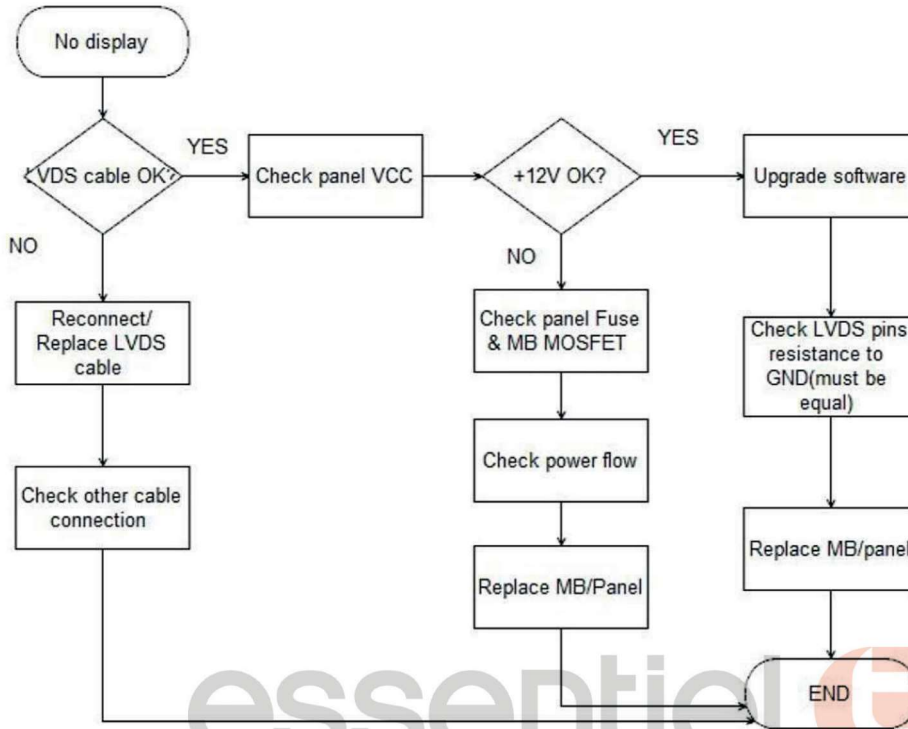 No display
LVDS cable OK?
YES
Check panel VCC
+12V OK?
YES
Upgrade software
NO
Reconnect/
Replace LVDS
cable
Check other cable
connection
NO
Check panel Fuse
& MB MOSFET
Check power flow
Replace MB/Panel
Check LVDS pins
resistance to
GND(must be
equal)
Replace MB/panel
END
essentiel